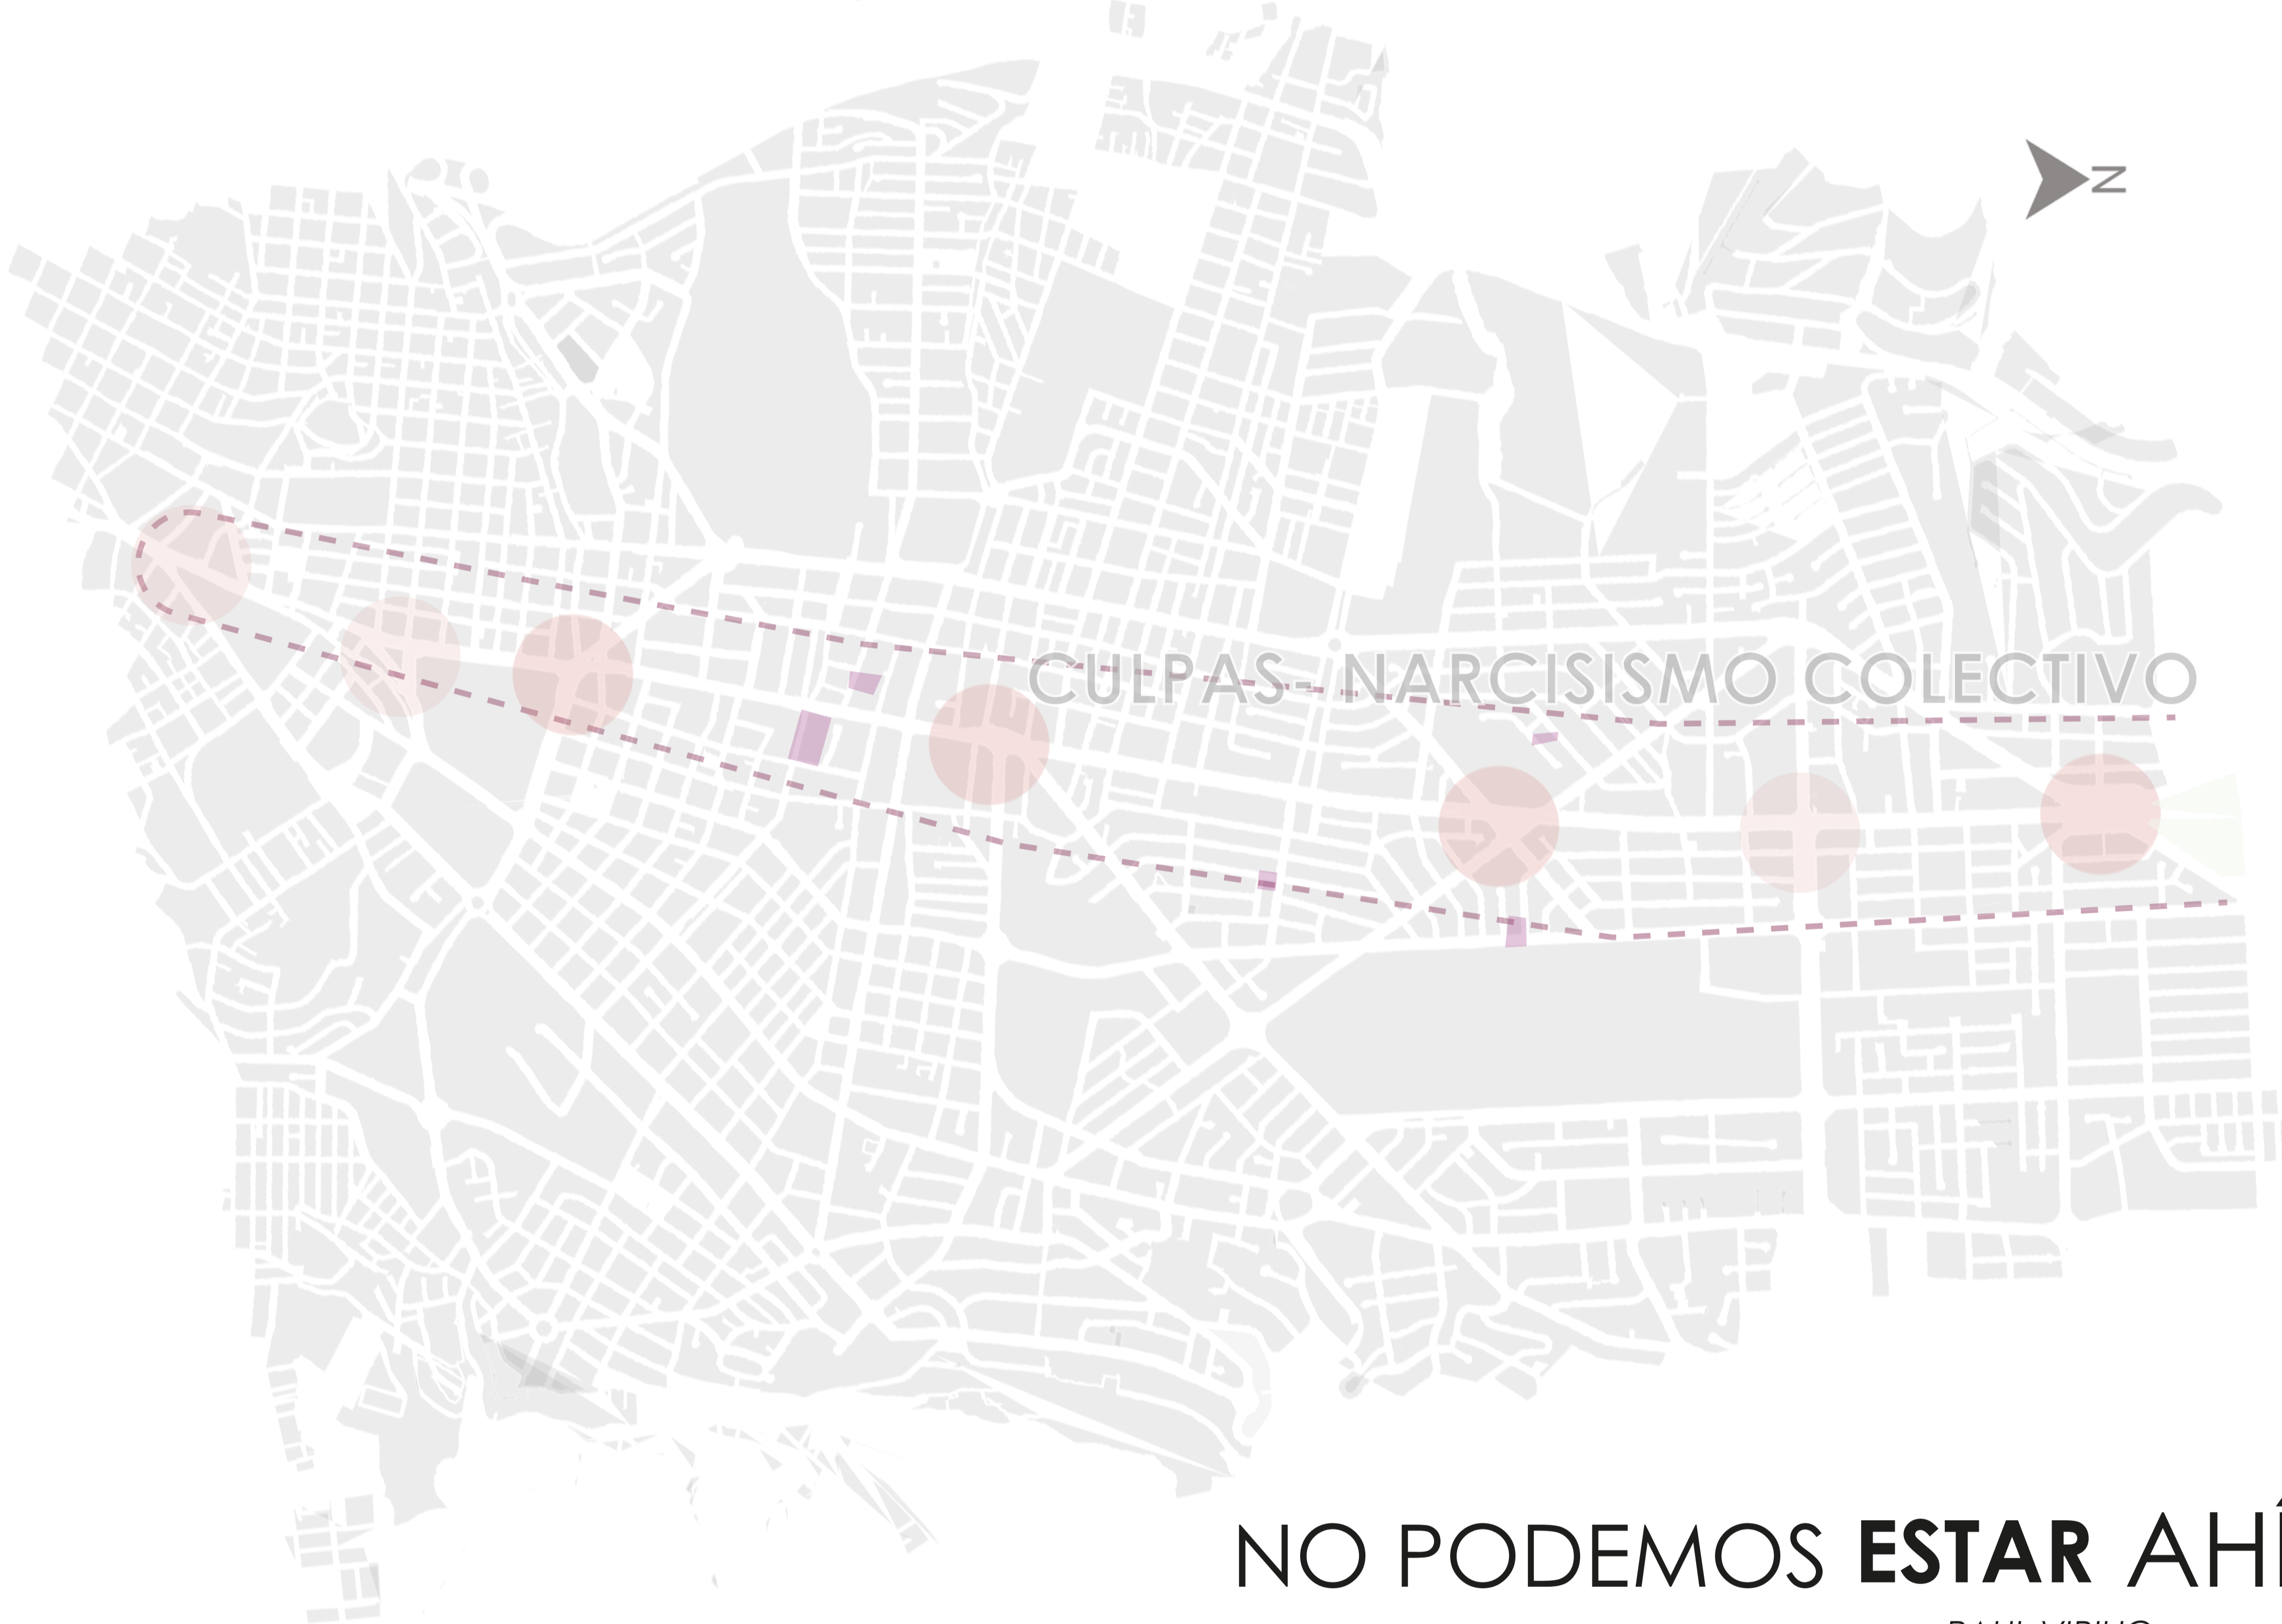 N
CULPAS- NARCISISMO COLECTIVO
NO PODEMOS ESTAR AHÍ